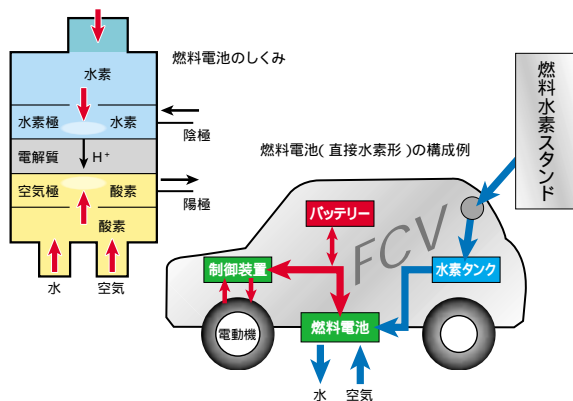 燃料電池のしくみ
水素
水素極 水素
陰極
電解質 H⁺
空気極 酸素
陽極
酸素
水 空気
燃料水素スタンド
燃料電池(直接水素形)の構成例
バッテリー
FCV
制御装置
水素タンク
電動機
燃料電池
水 空気